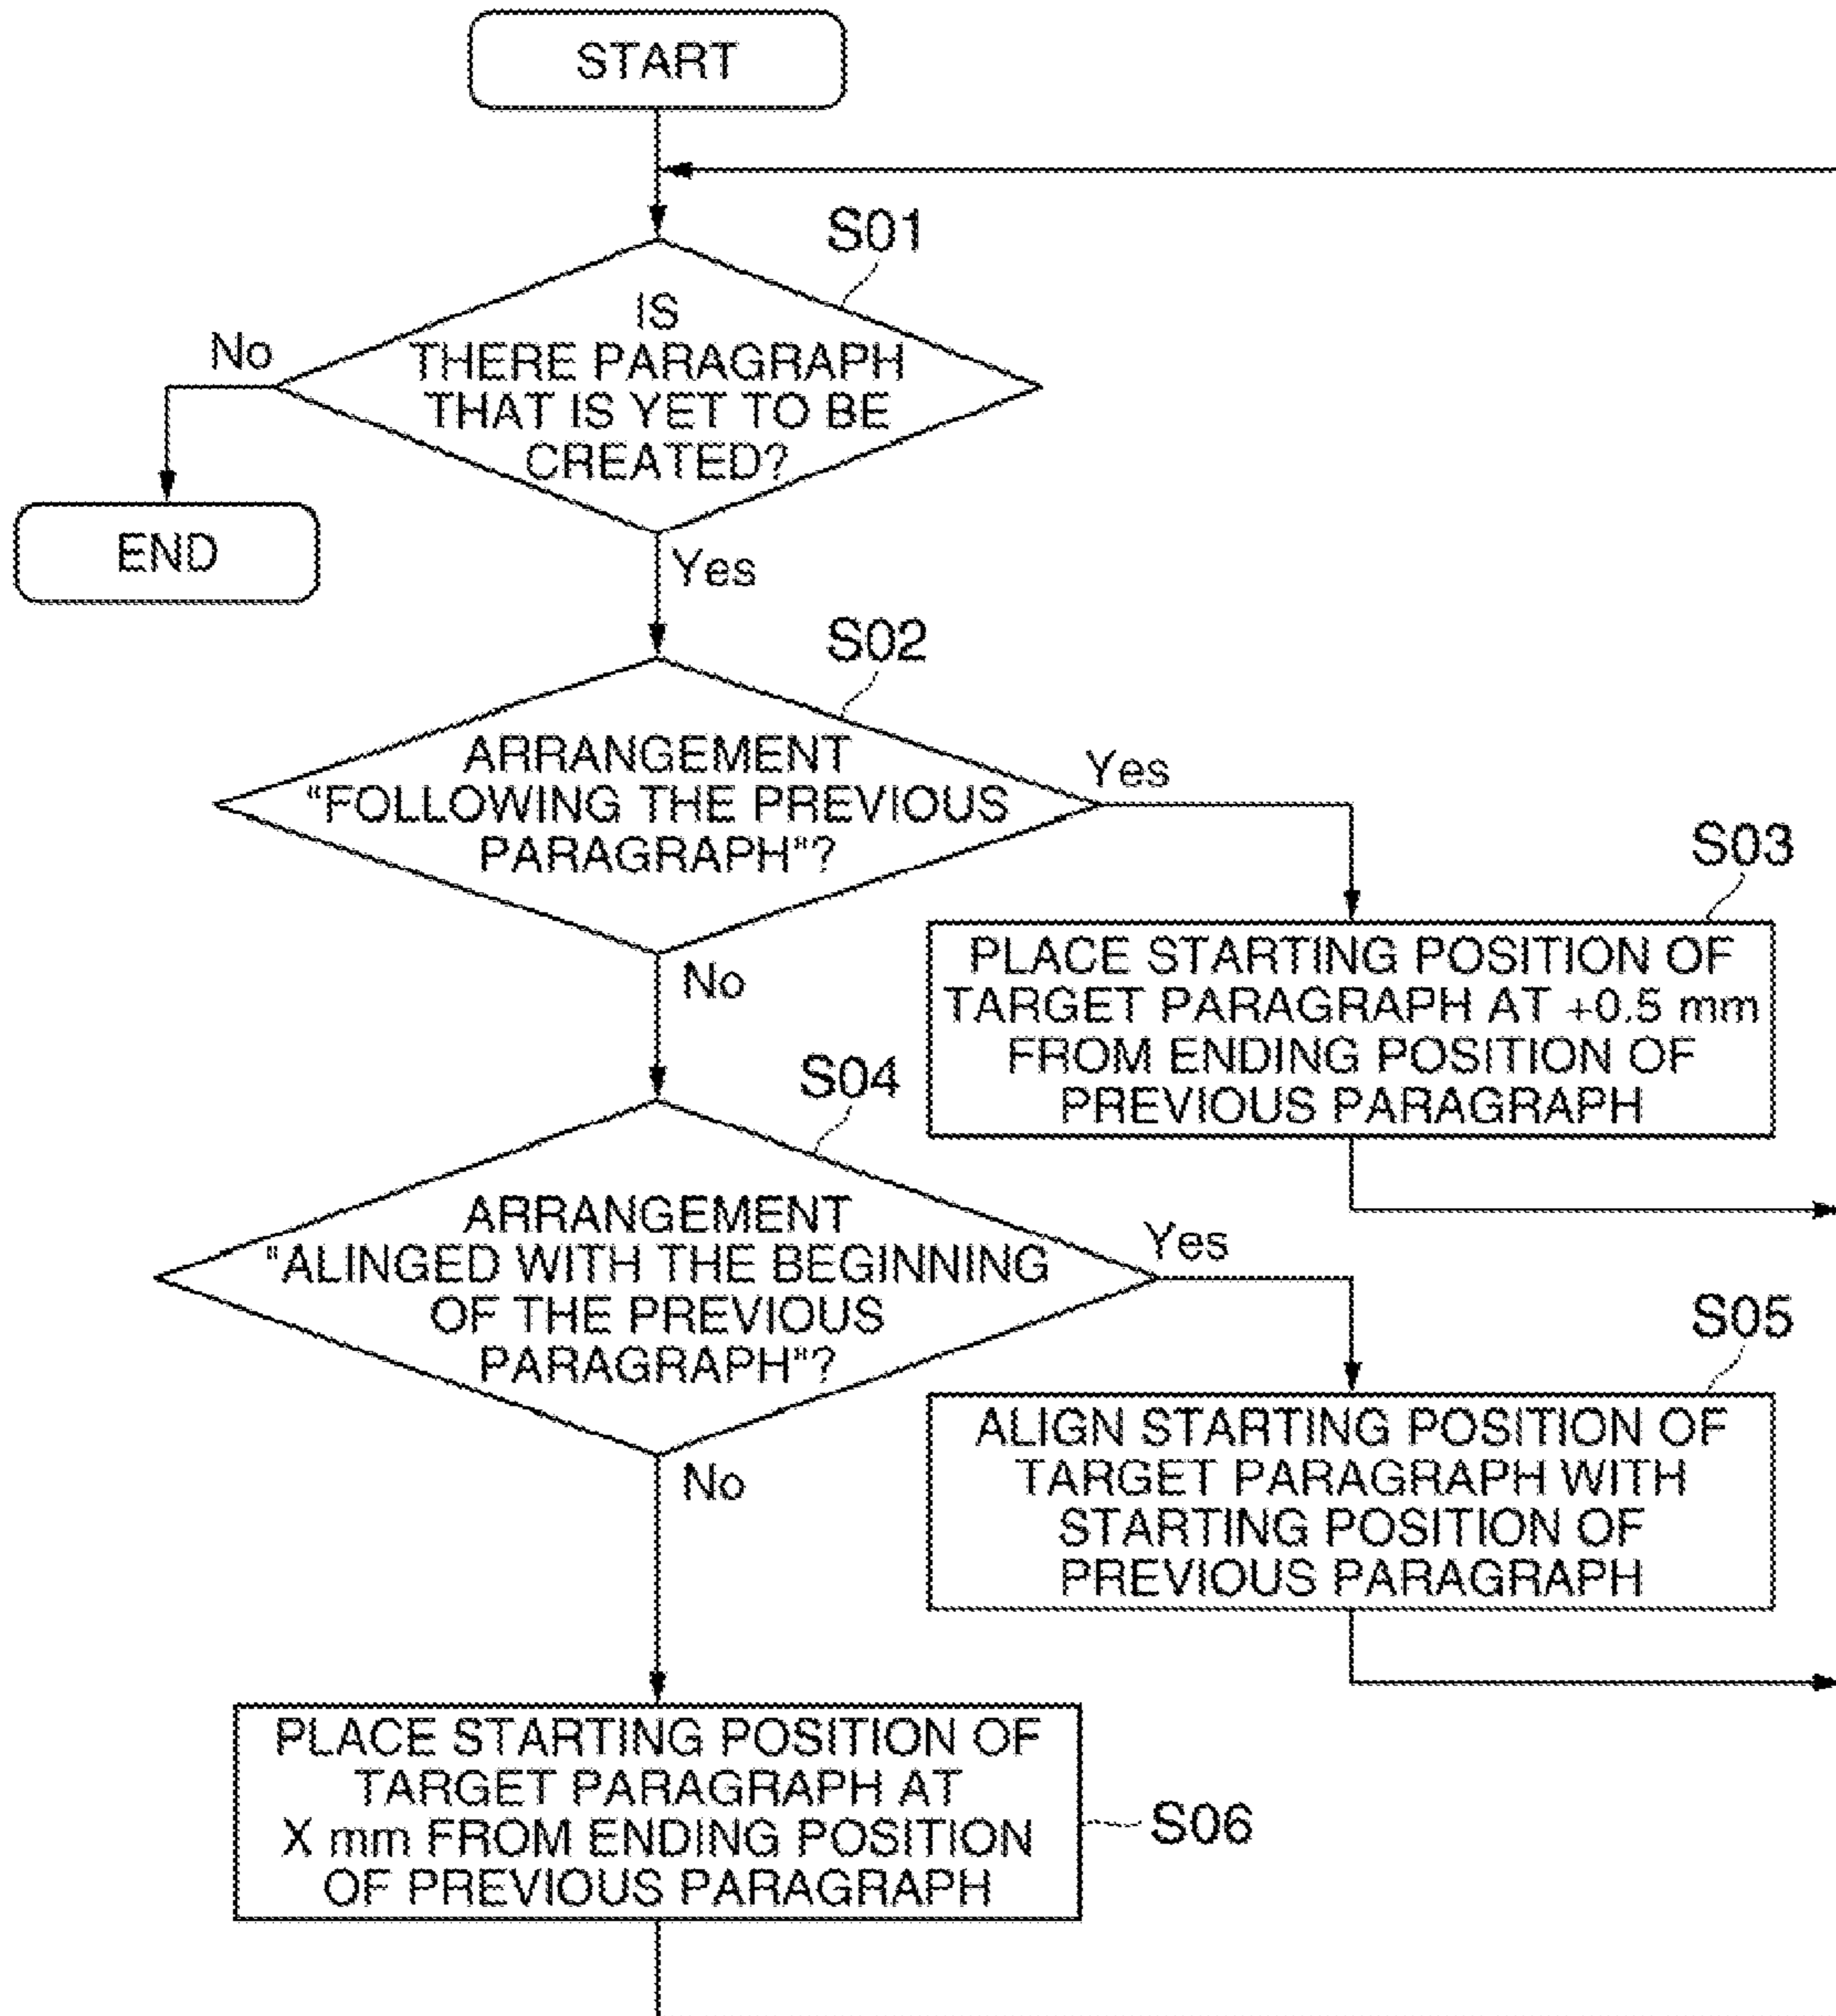 START
S01
IS
THERE PARAGRAPH
THAT IS YET TO BE
CREATED?
No
END
Yes
S02
ARRANGEMENT
"FOLLOWING THE PREVIOUS
PARAGRAPH"?
Yes
No
S03
PLACE STARTING POSITION OF
TARGET PARAGRAPH AT +0.5 mm
FROM ENDING POSITION OF
PREVIOUS PARAGRAPH
S04
ARRANGEMENT
"ALINGED WITH THE BEGINNING
OF THE PREVIOUS
PARAGRAPH"?
Yes
No
S05
ALIGN STARTING POSITION OF
TARGET PARAGRAPH WITH
STARTING POSITION OF
PREVIOUS PARAGRAPH
PLACE STARTING POSITION OF
TARGET PARAGRAPH AT
X mm FROM ENDING POSITION
OF PREVIOUS PARAGRAPH
S06